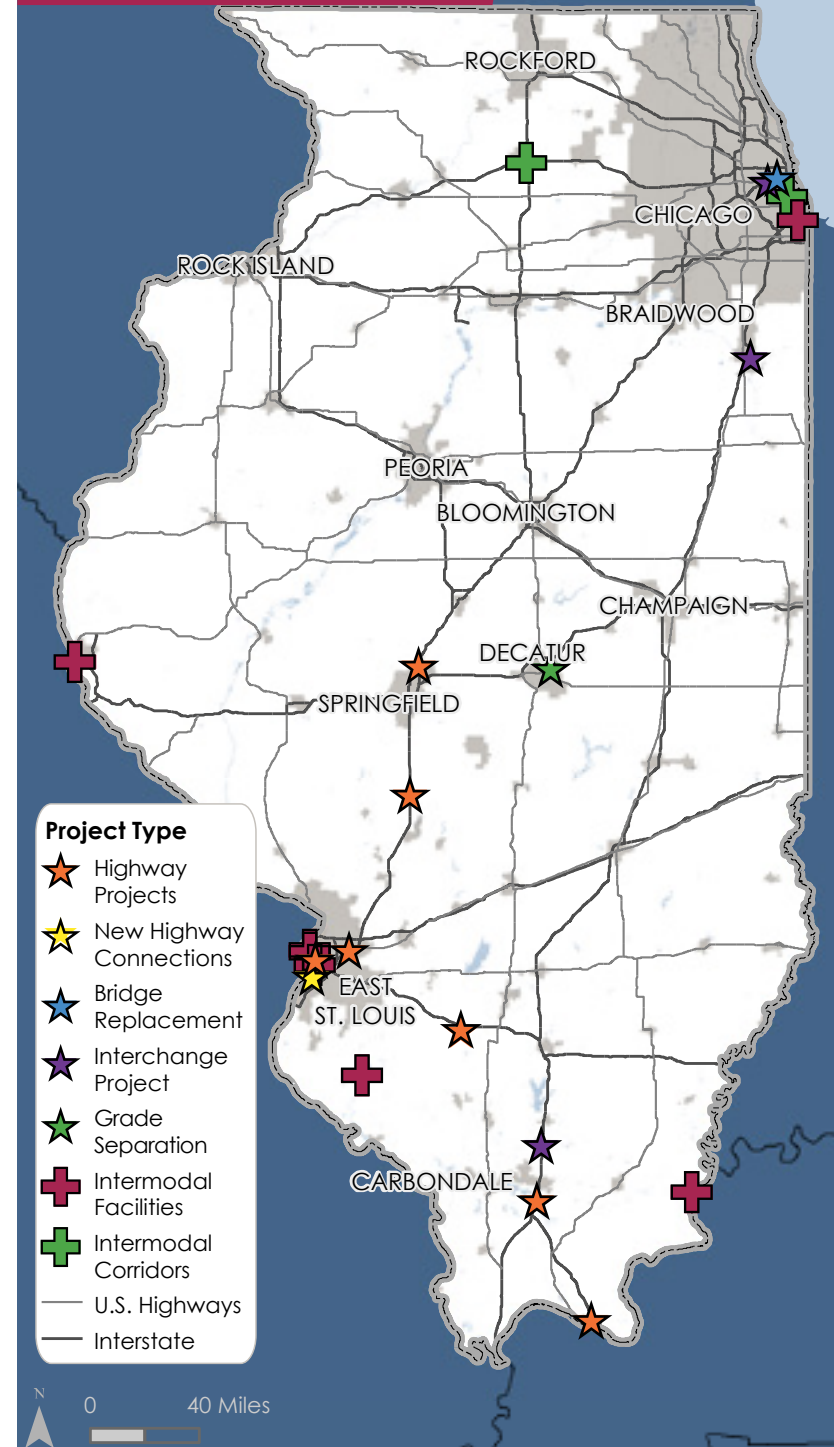 ROCKFORD
CHICAGO
ROCK ISLAND
BRAIDWOOD
PEORIA
BLOOMINGTON
CHAMPAIGN
DECATUR
SPRINGFIELD
EAST
ST. LOUIS
CARBONDALE
Project Type
Highway
Projects
New Highway
Connections
Bridge
Replacement
Interchange
Project
Grade
Separation
Intermodal
Facilities
Intermodal
Corridors
U.S. Highways
Interstate
N
0 40 Miles